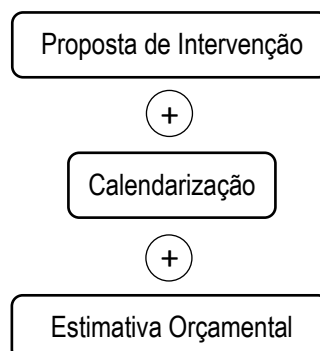 Proposta de Intervenção
+
Calendarização
+
Estimativa Orçamental